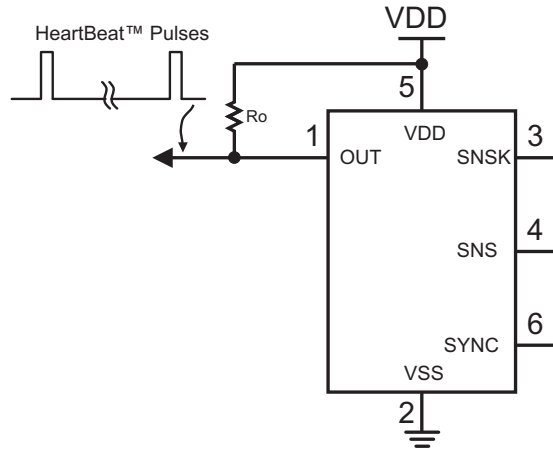 VDD
HeartBeat™ Pulses
5
Ro
1
VDD
3
OUT
SNSK
4
SNS
6
SYNC
VSS
2